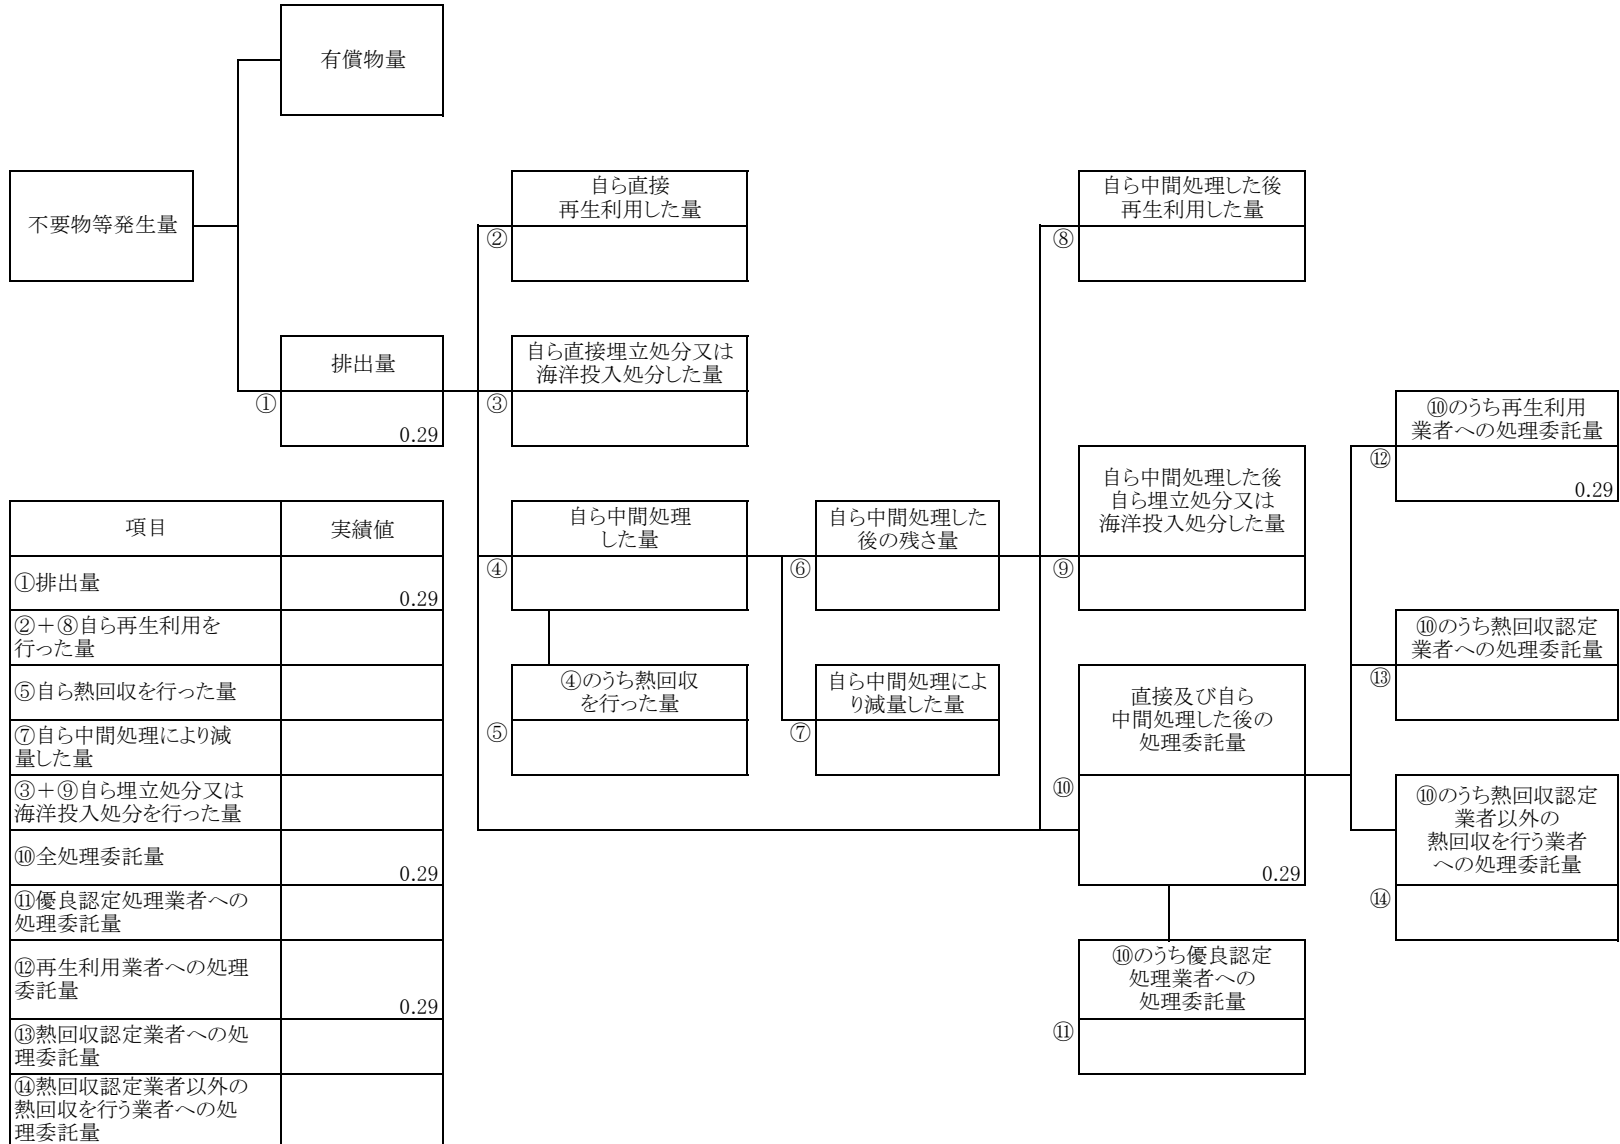 有償物量
不要物等発生量
自ら直接
再生利用した量
②
自ら中間処理した後
再生利用した量
⑧
排出量
①
0.29
自ら直接埋立処分又は
海洋投入処分した量
③
⑩のうち再生利用
業者への処理委託量
⑫
0.29
自ら中間処理した後
自ら埋立処分又は
海洋投入処分した量
⑨
自ら中間処理
した量
④
自ら中間処理した
後の残さ量
⑥
⑩のうち熱回収認定
業者への処理委託量
⑬
④のうち熱回収
を行った量
⑤
自ら中間処理によ
り減量した量
⑦
直接及び自ら
中間処理した後の
処理委託量
⑩
0.29
⑩のうち熱回収認定
業者以外の
熱回収を行う業者
への処理委託量
⑭
⑩のうち優良認定
処理業者への
処理委託量
⑪
項目 実績値
①排出量
0.29
②＋⑧自ら再生利用を
行った量
⑤自ら熱回収を行った量
⑦自ら中間処理により減
量した量
③＋⑨自ら埋立処分又は
海洋投入処分を行った量
⑩全処理委託量
0.29
⑪優良認定処理業者への
処理委託量
⑫再生利用業者への処理
委託量
0.29
⑬熱回収認定業者への処
理委託量
⑭熱回収認定業者以外の
熱回収を行う業者への処
理委託量